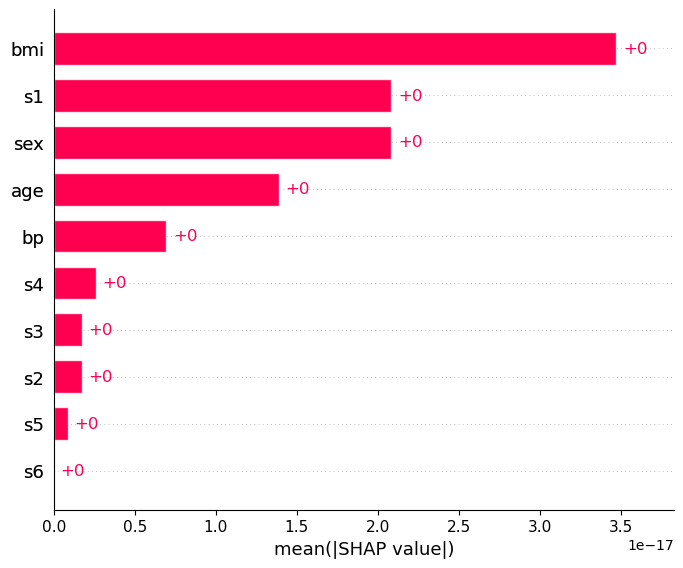 bmi +0
s1 +0
sex +0
age +0
bp +0
s4 +0
s3 +0
s2 +0
s5 +0
s6 +0
0.0 0.5 1.0 1.5 2.0 2.5 3.0 3.5
1e−17
mean(|SHAP value|)